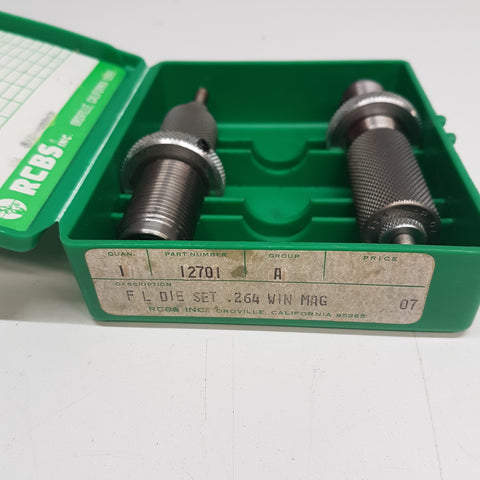 RCBS INC.
OROVILLE, CALIFORNIA
QUAN. PART NUMBER GROUP PRICE
1 12701 A
DESCRIPTION
F L DIE SET .264 WIN MAG 07
RCBS INC. OROVILLE, CALIFORNIA 95965